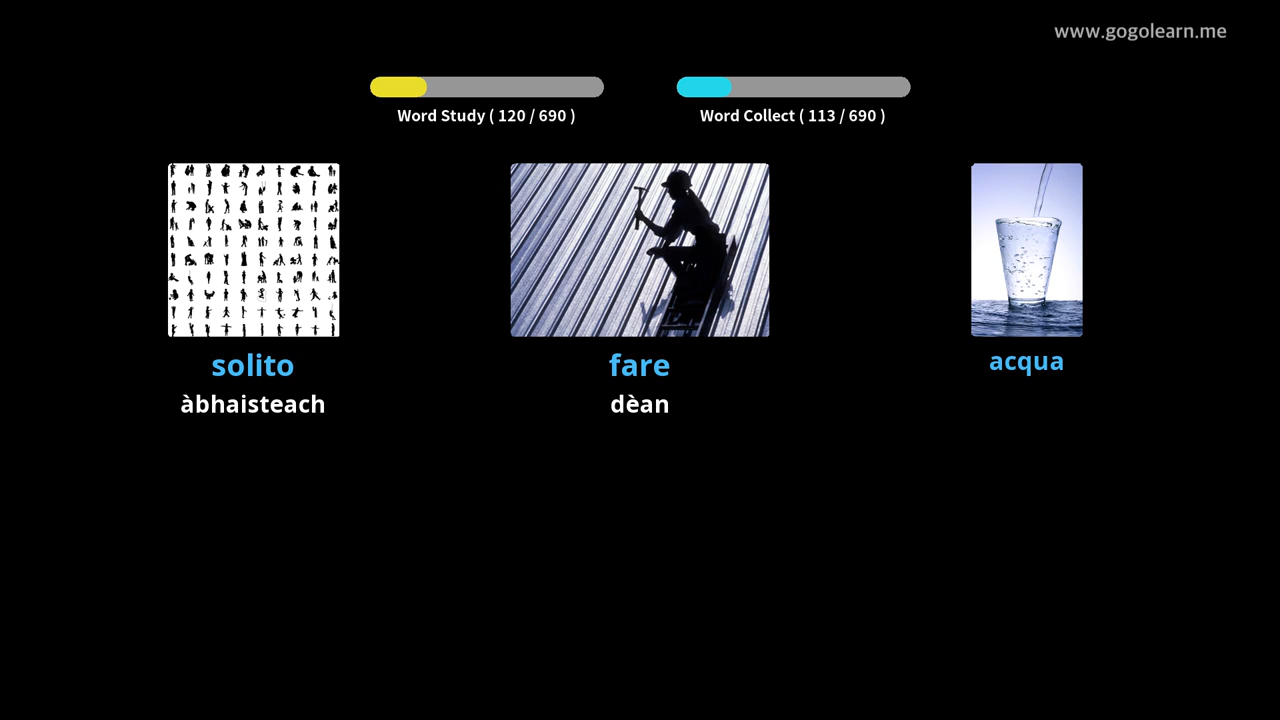 www.gogolearn.me
Word Study ( 120 / 690 )
Word Collect ( 113 / 690 )
solito
fare
acqua
àbhaisteach
dèan